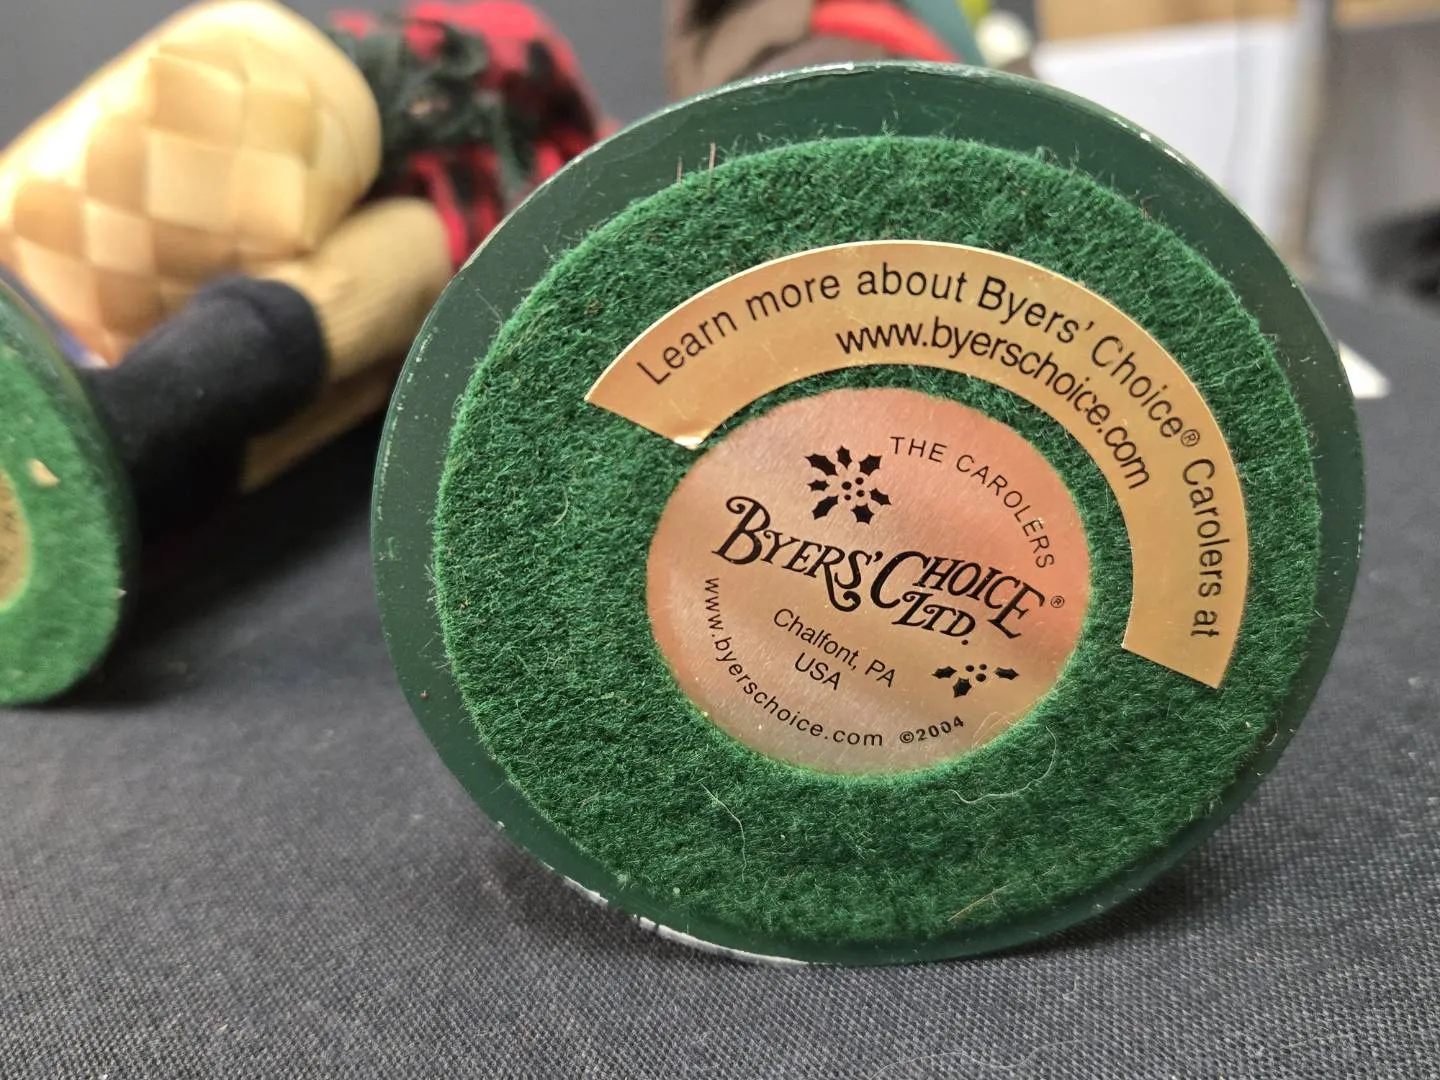 Learn more about Byers' Choice® Carolers at
www.byerschoice.com
THE CAROLERS
BYERS' CHOICE®
LTD.
Chalfont, PA
USA
www.byerschoice.com ©2004